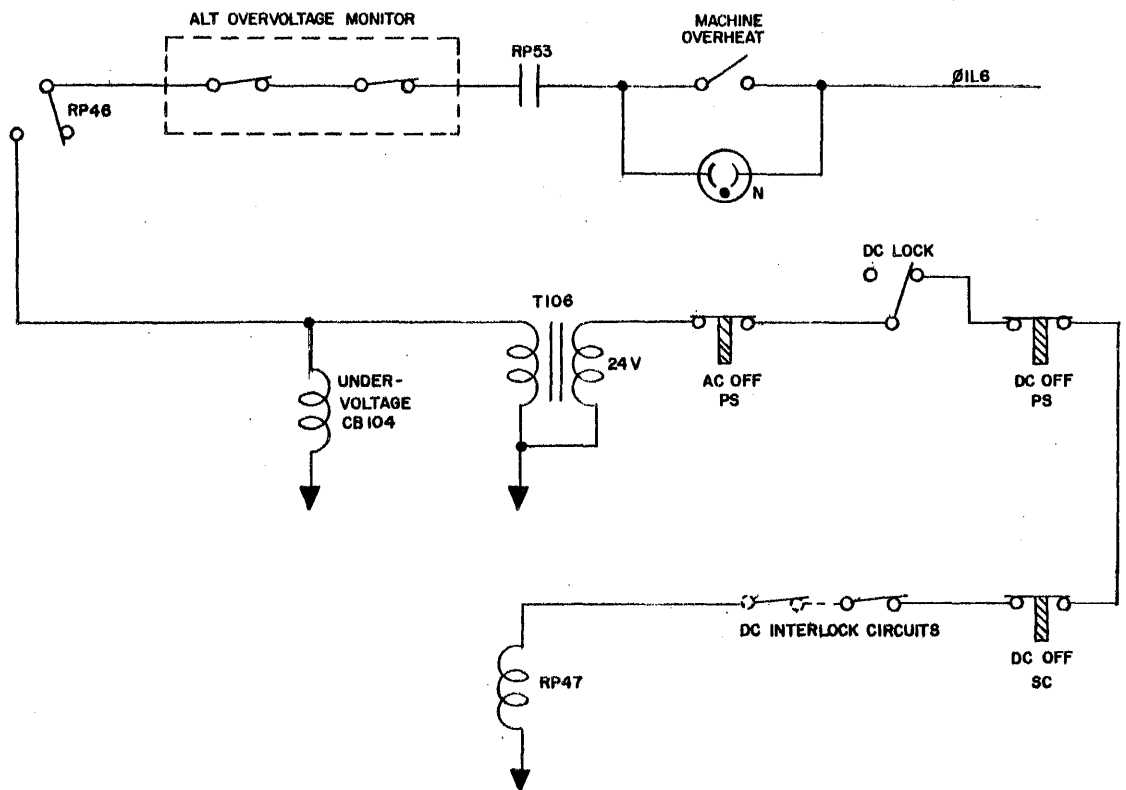 ALT OVERVOLTAGE MONITOR
MACHINE
OVERHEAT
RP53
Ø1L6
RP46
N
DC LOCK
T106
24V
UNDER-
VOLTAGE
CB104
AC OFF
PS
DC OFF
PS
DC INTERLOCK CIRCUITS
DC OFF
SC
RP47